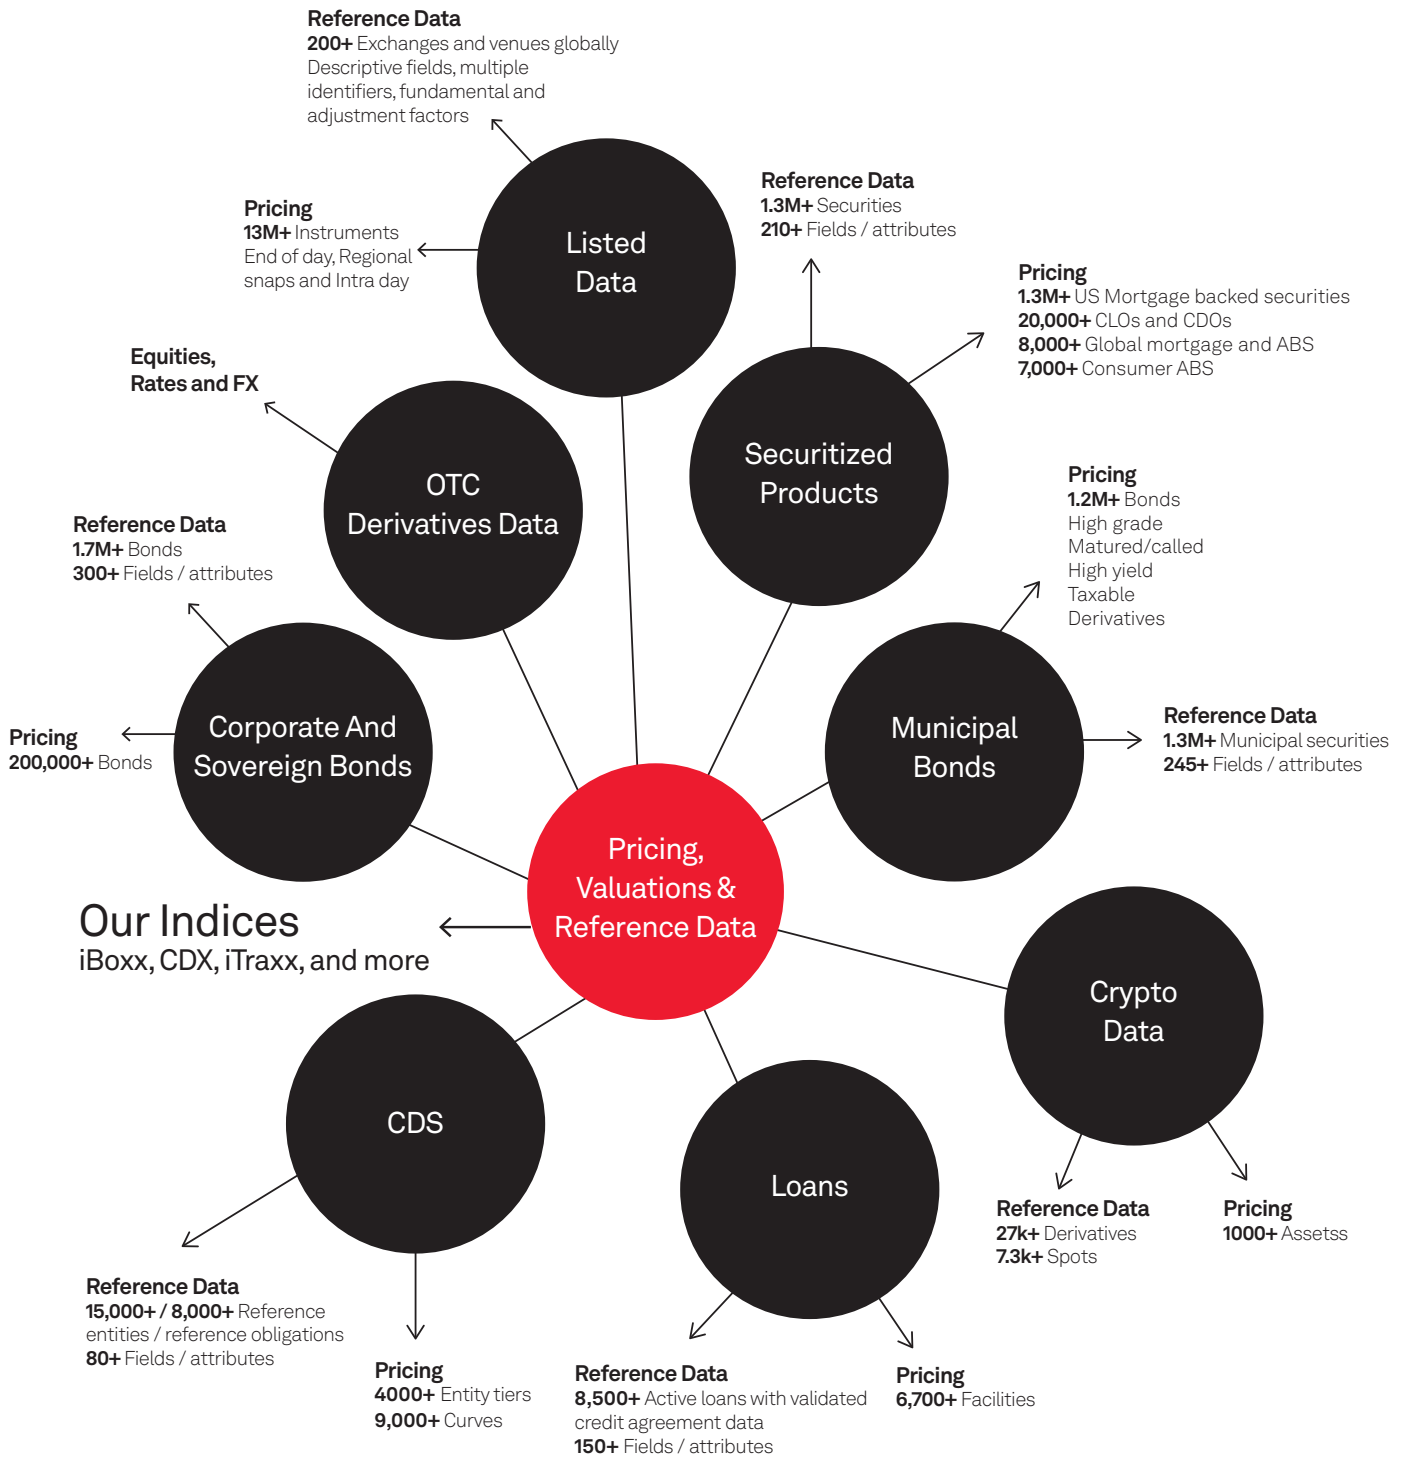 Reference Data
200+ Exchanges and venues globally
Descriptive fields, multiple
identifiers, fundamental and
adjustment factors
Pricing
13M+ Instruments
End of day, Regional
snaps and Intra day
Listed
Data
Reference Data
1.3M+ Securities
210+ Fields / attributes
Pricing
1.3M+ US Mortgage backed securities
20,000+ CLOs and CDOs
8,000+ Global mortgage and ABS
7,000+ Consumer ABS
Securitized
Products
Equities,
Rates and FX
OTC
Derivatives Data
Pricing
1.2M+ Bonds
High grade
Matured/called
High yield
Taxable
Derivatives
Reference Data
1.3M+ Municipal securities
245+ Fields / attributes
Municipal
Bonds
Reference Data
1.7M+ Bonds
300+ Fields / attributes
Pricing
200,000+ Bonds
Corporate And
Sovereign Bonds
Pricing,
Valuations &
Reference Data
Our Indices
iBoxx, CDX, iTraxx, and more
Crypto
Data
Reference Data
27k+ Derivatives
7.3k+ Spots
Pricing
1000+ Assetss
CDS
Reference Data
15,000+ / 8,000+ Reference
entities / reference obligations
80+ Fields / attributes
Pricing
4000+ Entity tiers
9,000+ Curves
Loans
Reference Data
8,500+ Active loans with validated
credit agreement data
150+ Fields / attributes
Pricing
6,700+ Facilities